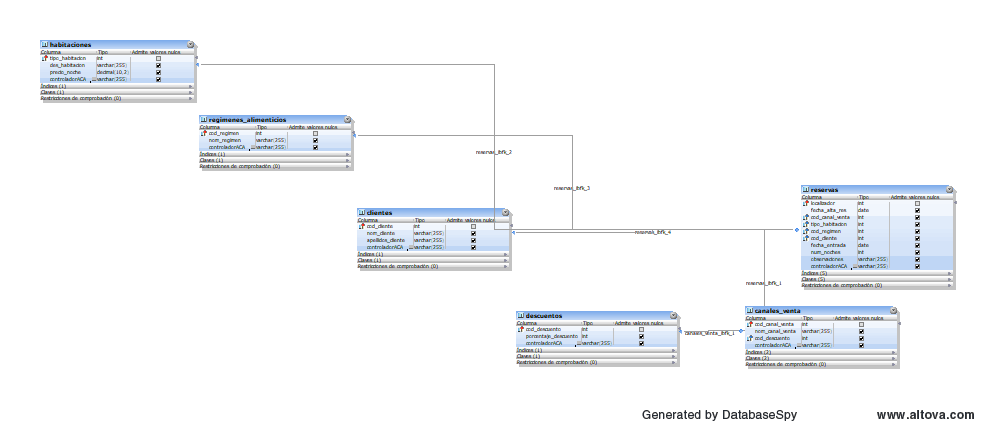 habitaciones
Columna Tipo Admite valores nulos
tipo_habitacion int
des_habitacion varchar(255)
precio_noche decimal(10,2)
controladorACA varchar(255)
Índices (1)
Claves (1)
Restricciones de comprobación (0)
regimenes_alimenticios
Columna Tipo Admite valores nulos
cod_regimen int
nom_regimen varchar(255)
controladorACA varchar(255)
Índices (1)
Claves (1)
Restricciones de comprobación (0)
reservas_ibfk_2
reservas_ibfk_3
clientes
Columna Tipo Admite valores nulos
cod_cliente int
nom_cliente varchar(255)
apellidos_cliente varchar(255)
controladorACA varchar(255)
Índices (1)
Claves (1)
Restricciones de comprobación (0)
reservas_ibfk_4
reservas
Columna Tipo Admite valores nulos
localizador int
fecha_alta_res date
cod_canal_venta int
tipo_habitacion int
cod_regimen int
cod_cliente int
fecha_entrada date
num_noches int
observaciones varchar(255)
controladorACA varchar(255)
Índices (5)
Claves (5)
Restricciones de comprobación (0)
reservas_ibfk_1
descuentos
Columna Tipo Admite valores nulos
cod_descuento int
porcentaje_descuento int
controladorACA varchar(255)
Índices (1)
Claves (1)
Restricciones de comprobación (0)
canales_venta_ibfk_1
canales_venta
Columna Tipo Admite valores nulos
cod_canal_venta int
nom_canal_venta varchar(255)
cod_descuento int
controladorACA varchar(255)
Índices (2)
Claves (2)
Restricciones de comprobación (0)
Generated by DatabaseSpy www.altova.com